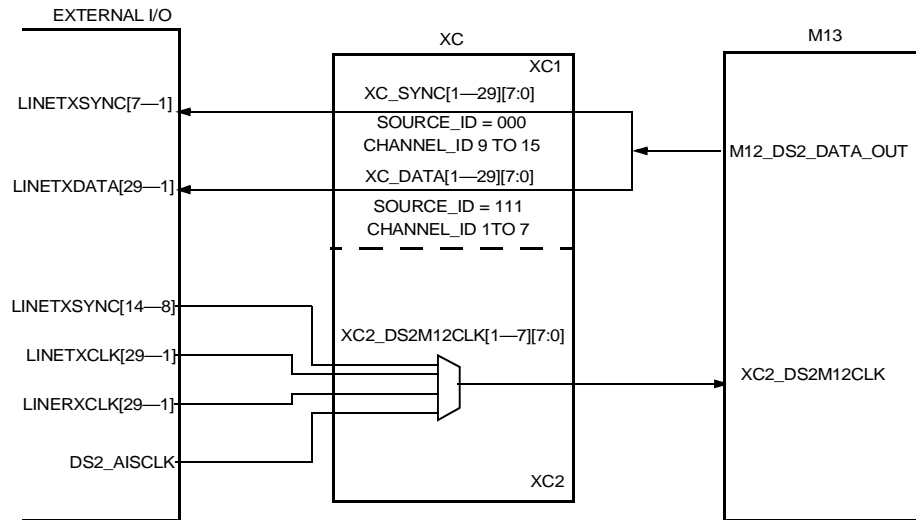 EXTERNAL I/O
XC
M13
XC1
LINETXSYNC[7—1]
XC_SYNC[1—29][7:0]
SOURCE_ID = 000
CHANNEL_ID 9 TO 15
M12_DS2_DATA_OUT
LINETXDATA[29—1]
XC_DATA[1—29][7:0]
SOURCE_ID = 111
CHANNEL_ID 1TO 7
LINETXSYNC[14—8]
XC2_DS2M12CLK[1—7][7:0]
LINETXCLK[29—1]
XC2_DS2M12CLK
LINERXCLK[29—1]
DS2_AISCLK
XC2